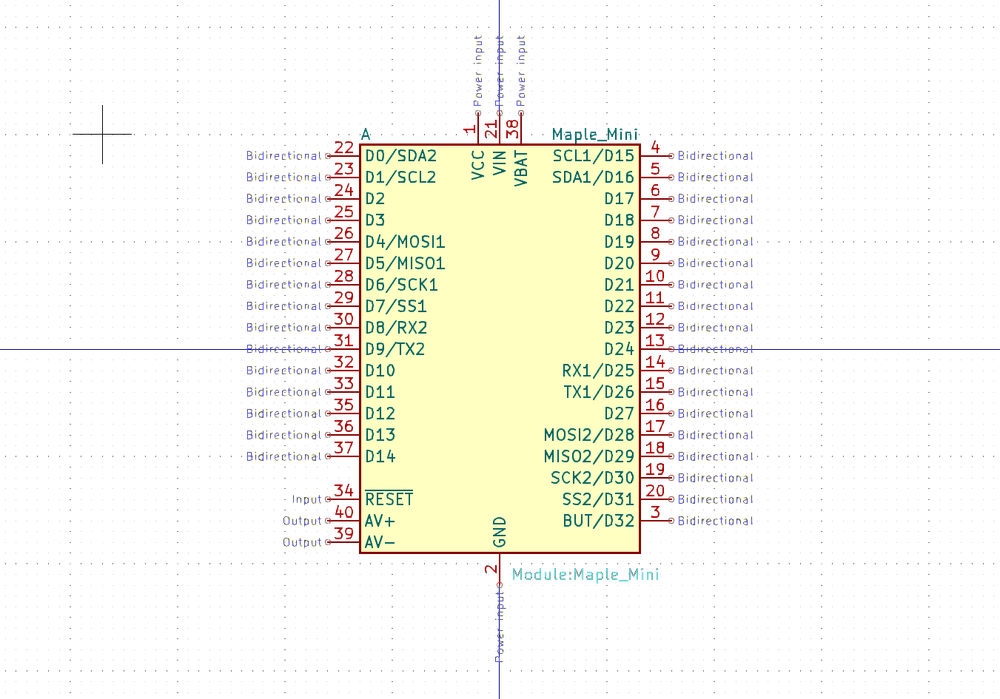 Power input Power input Power input
1 21 38
A Maple_Mini
VCC VIN VBAT
Bidirectional 22 D0/SDA2 SCL1/D15 4 Bidirectional
Bidirectional 23 D1/SCL2 SDA1/D16 5 Bidirectional
Bidirectional 24 D2 D17 6 Bidirectional
Bidirectional 25 D3 D18 7 Bidirectional
Bidirectional 26 D4/MOSI1 D19 8 Bidirectional
Bidirectional 27 D5/MISO1 D20 9 Bidirectional
Bidirectional 28 D6/SCK1 D21 10 Bidirectional
Bidirectional 29 D7/SS1 D22 11 Bidirectional
Bidirectional 30 D8/RX2 D23 12 Bidirectional
Bidirectional 31 D9/TX2 D24 13 Bidirectional
Bidirectional 32 D10 RX1/D25 14 Bidirectional
Bidirectional 33 D11 TX1/D26 15 Bidirectional
Bidirectional 35 D12 D27 16 Bidirectional
Bidirectional 36 D13 MOSI2/D28 17 Bidirectional
Bidirectional 37 D14 MISO2/D29 18 Bidirectional
SCK2/D30 19 Bidirectional
Input 34 RESET SS2/D31 20 Bidirectional
Output 40 AV+ BUT/D32 3 Bidirectional
Output 39 AV-
GND
2
Module:Maple_Mini
Power input